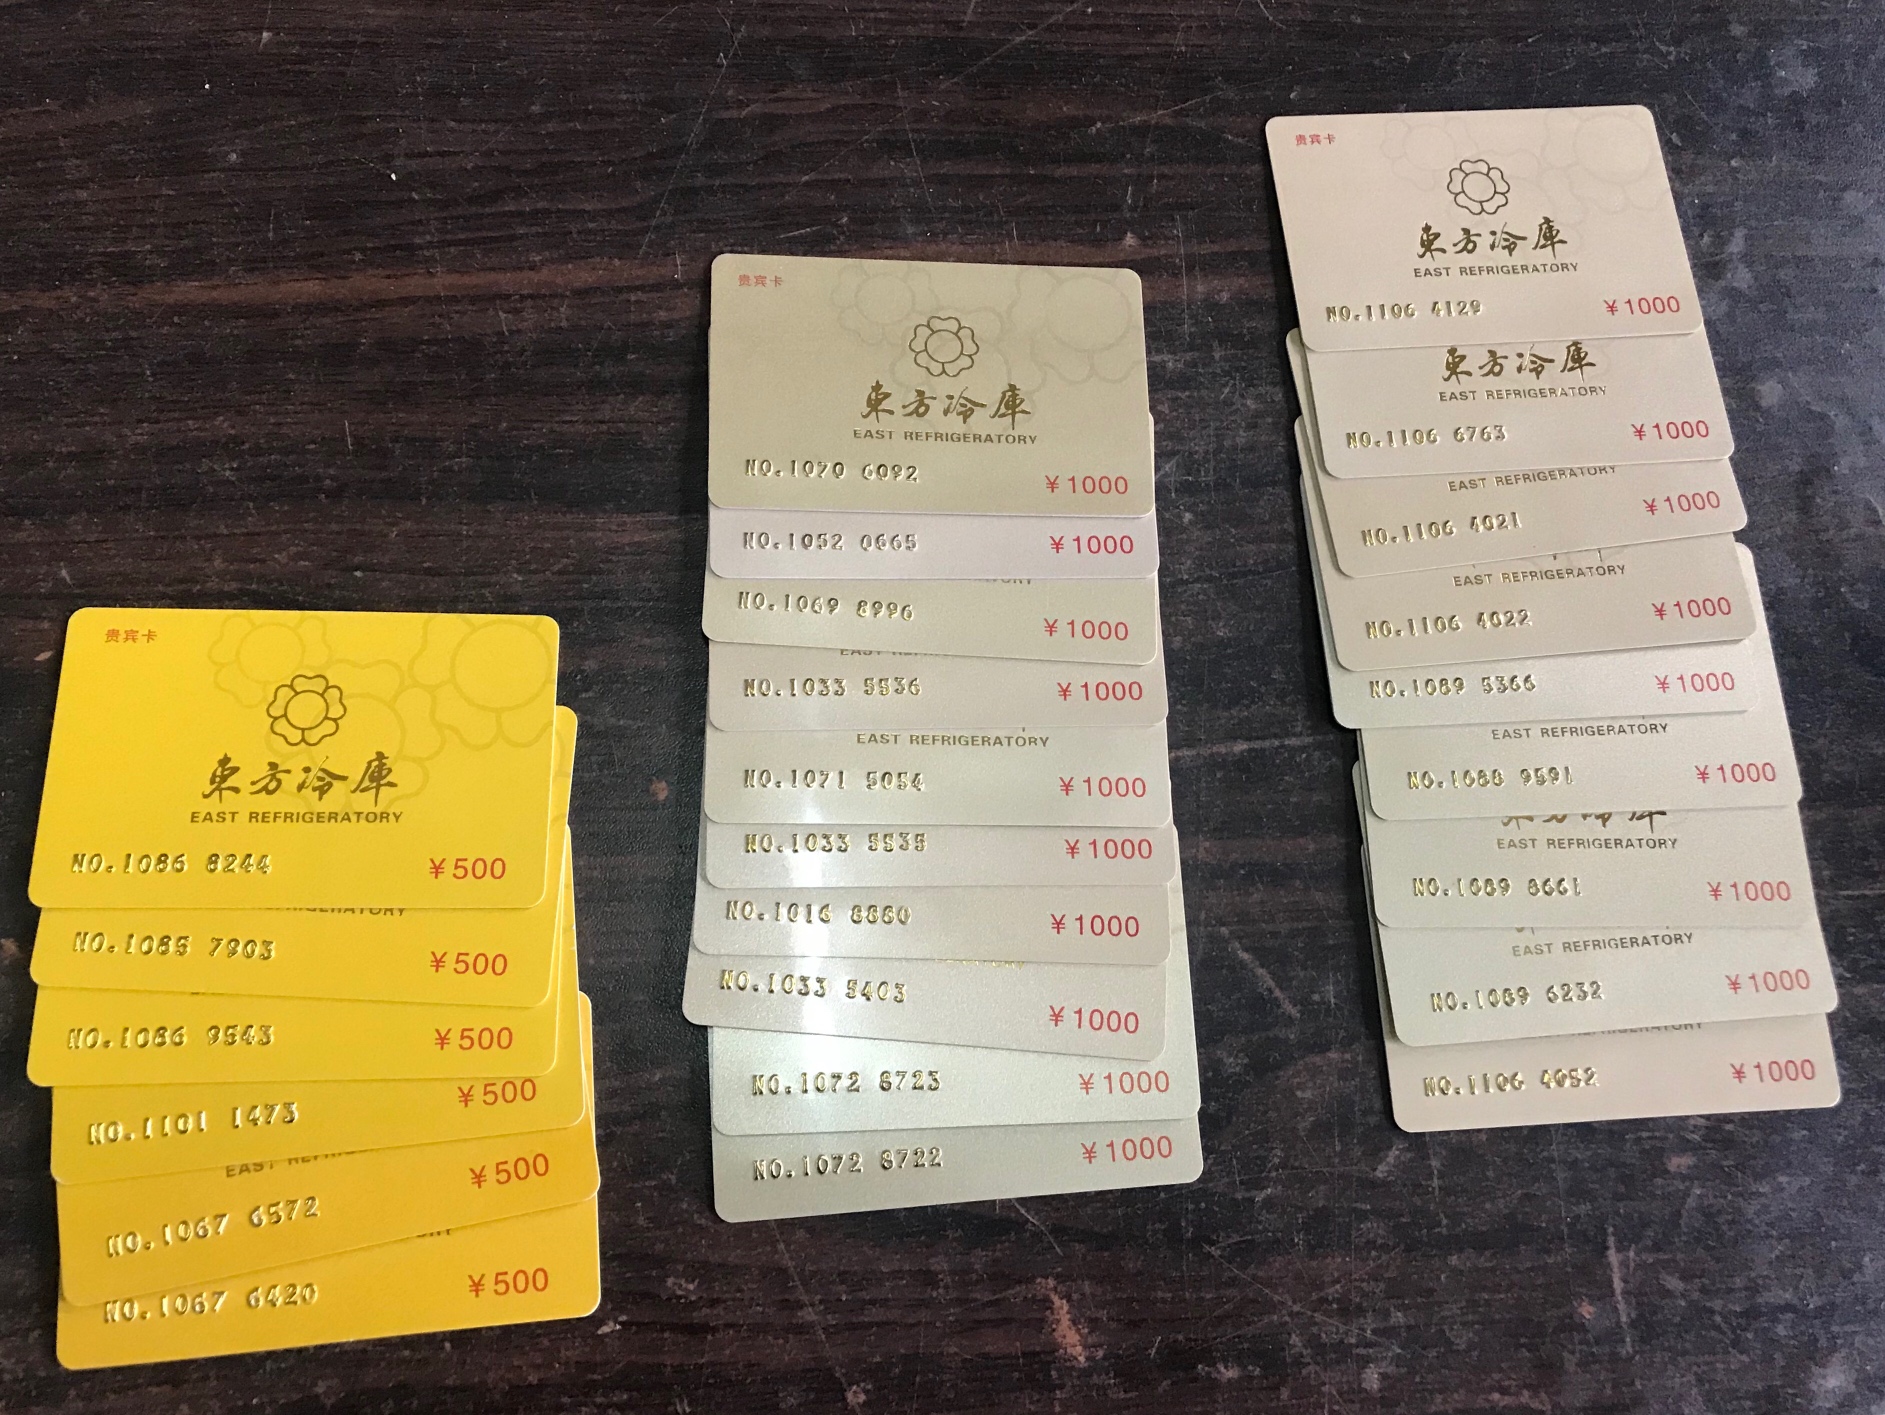 贵宾卡
東方冷庫
EAST REFRIGERATORY
NO.1086 8244 ¥500
NO.1085 7903 ¥500
NO.1086 9543 ¥500
NO.1101 1473 ¥500
NO.1067 6572 ¥500
NO.1067 6420 ¥500
贵宾卡
東方冷庫
EAST REFRIGERATORY
NO.1070 6092 ¥1000
NO.1052 0665 ¥1000
NO.1069 8996 ¥1000
NO.1033 5536 ¥1000
EAST REFRIGERATORY
NO.1071 5054 ¥1000
NO.1033 5535 ¥1000
NO.1016 8880 ¥1000
NO.1033 5403 ¥1000
NO.1072 8723 ¥1000
NO.1072 8722 ¥1000
贵宾卡
東方冷庫
EAST REFRIGERATORY
NO.1106 4129 ¥1000
東方冷庫
EAST REFRIGERATORY
NO.1106 6763 ¥1000
EAST REFRIGERATORY
NO.1106 4021 ¥1000
EAST REFRIGERATORY
NO.1106 4022 ¥1000
NO.1089 5366 ¥1000
EAST REFRIGERATORY
NO.1088 9591 ¥1000
EAST REFRIGERATORY
NO.1089 8661 ¥1000
EAST REFRIGERATORY
NO.1089 6232 ¥1000
NO.1106 4052 ¥1000